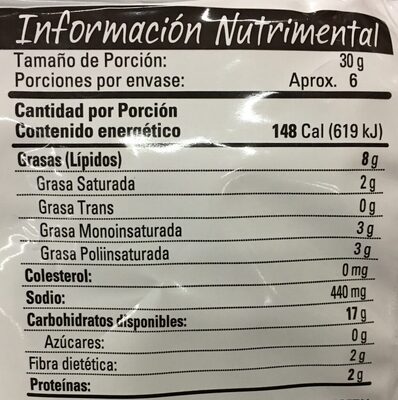 Información Nutrimental
Tamaño de Porción: 30 g
Porciones por envase: Aprox. 6
Cantidad por Porción
Contenido energético 148 Cal (619 kJ)
Grasas (Lípidos) 8 g
Grasa Saturada 2 g
Grasa Trans 0 g
Grasa Monoinsaturada 3 g
Grasa Poliinsaturada 3 g
Colesterol: 0 mg
Sodio: 440 mg
Carbohidratos disponibles: 17 g
Azúcares: 0 g
Fibra dietética: 2 g
Proteínas: 2 g